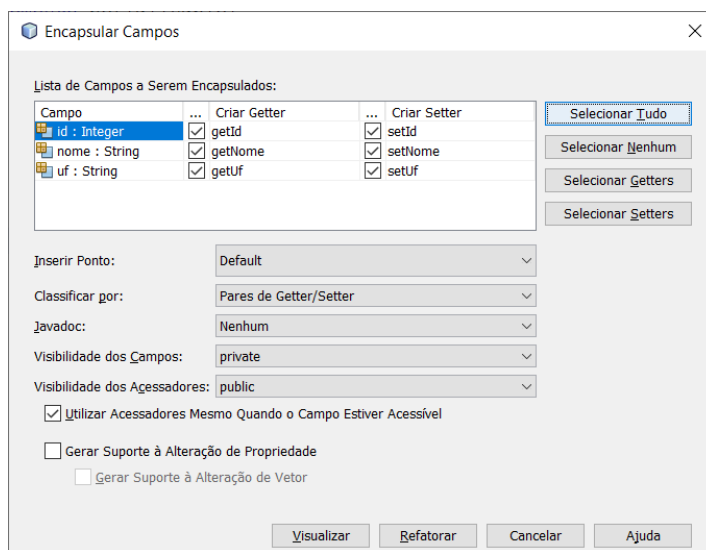 Encapsular Campos
Lista de Campos a Serem Encapsulados:
Campo ... Criar Getter ... Criar Setter
id : Integer getId setId
nome : String getNome setNome
uf : String getUf setUf
Selecionar Tudo
Selecionar Nenhum
Selecionar Getters
Selecionar Setters
Inserir Ponto: Default
Classificar por: Pares de Getter/Setter
Javadoc: Nenhum
Visibilidade dos Campos: private
Visibilidade dos Acessadores: public
Utilizar Acessadores Mesmo Quando o Campo Estiver Acessível
Gerar Suporte à Alteração de Propriedade
Gerar Suporte à Alteração de Vetor
Visualizar Refatorar Cancelar Ajuda